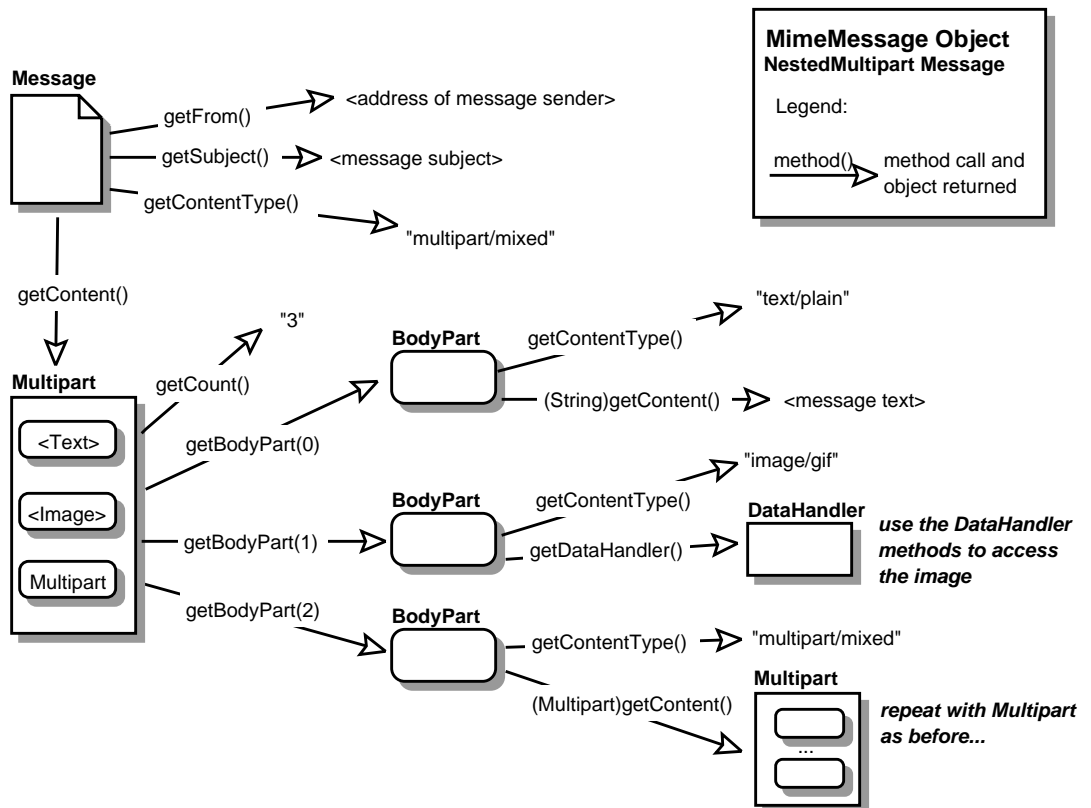 MimeMessage Object
NestedMultipart Message
Legend:
method()
method call and
object returned
Message
getFrom()
<address of message sender>
getSubject()
<message subject>
getContentType()
"multipart/mixed"
getContent()
"3"
getCount()
Multipart
<Text>
<Image>
Multipart
getBodyPart(0)
BodyPart
getContentType()
"text/plain"
(String)getContent()
<message text>
getBodyPart(1)
BodyPart
getContentType()
"image/gif"
getDataHandler()
DataHandler
use the DataHandler
methods to access
the image
getBodyPart(2)
BodyPart
getContentType()
"multipart/mixed"
(Multipart)getContent()
Multipart
...
repeat with Multipart
as before...